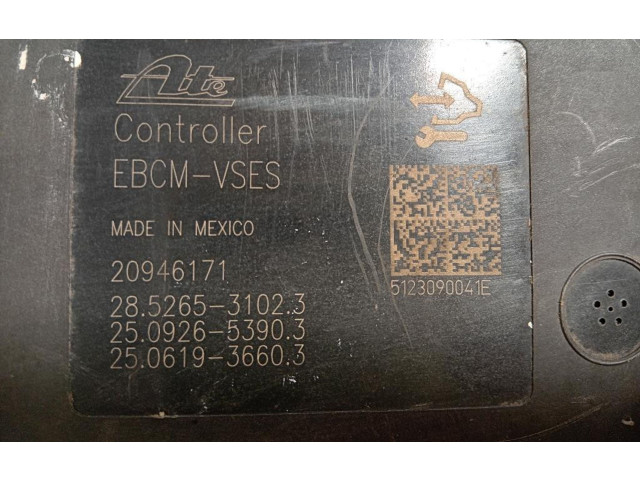 Ate
Controller
EBCM-VSES
MADE IN MEXICO
20946171
28.5265-3102.3
25.0926-5390.3
25.0619-3660.3
5123090041E